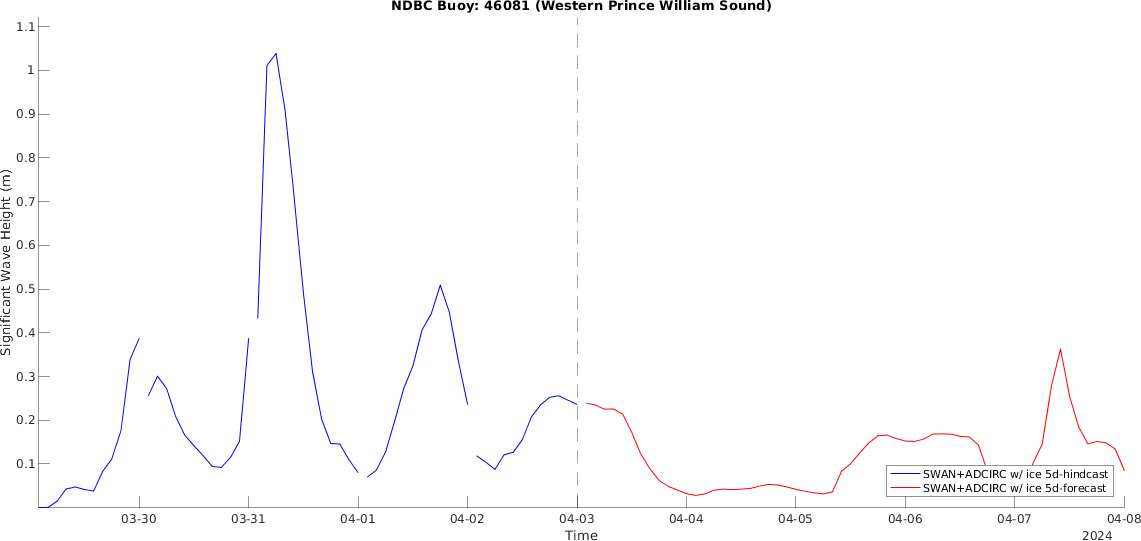 NDBC Buoy: 46081 (Western Prince William Sound)
Significant Wave Height (m)
1.1
1
0.9
0.8
0.7
0.6
0.5
0.4
0.3
0.2
0.1
SWAN+ADCIRC w/ ice 5d-hindcast
SWAN+ADCIRC w/ ice 5d-forecast
03-30 03-31 04-01 04-02 04-03 04-04 04-05 04-06 04-07 04-08
Time
2024